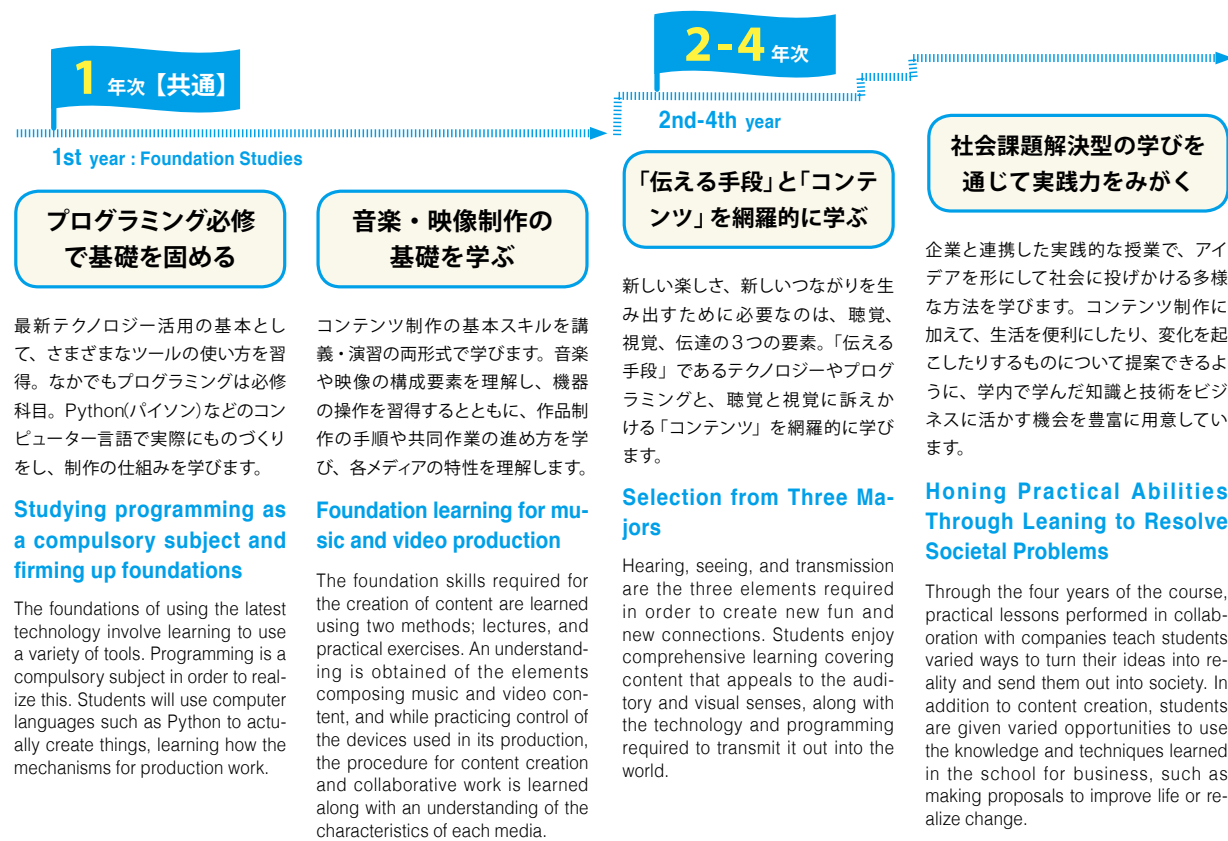 1 年次【共通】
1st year : Foundation Studies
プログラミング必修
で基礎を固める
最新テクノロジー活用の基本とし
て、さまざまなツールの使い方を習
得。なかでもプログラミングは必修
科目。Python(パイソン)などのコン
ピューター言語で実際にものづくり
をし、制作の仕組みを学びます。
Studying programming as
a compulsory subject and
firming up foundations
The foundations of using the latest
technology involve learning to use
a variety of tools. Programming is a
compulsory subject in order to real-
ize this. Students will use computer
languages such as Python to actu-
ally create things, learning how the
mechanisms for production work.
音楽・映像制作の
基礎を学ぶ
コンテンツ制作の基本スキルを講
義・演習の両形式で学びます。音楽
や映像の構成要素を理解し、機器
の操作を習得するとともに、作品制
作の手順や共同作業の進め方を学
び、各メディアの特性を理解します。
Foundation learning for mu-
sic and video production
The foundation skills required for
the creation of content are learned
using two methods; lectures, and
practical exercises. An understand-
ing is obtained of the elements
composing music and video con-
tent, and while practicing control of
the devices used in its production,
the procedure for content creation
and collaborative work is learned
along with an understanding of the
characteristics of each media.
2-4 年次
2nd-4th year
「伝える手段」と「コンテ
ンツ」を網羅的に学ぶ
新しい楽しさ、新しいつながりを生
み出すために必要なのは、聴覚、
視覚、伝達の3つの要素。「伝える
手段」であるテクノロジーやプログ
ラミングと、聴覚と視覚に訴えか
ける「コンテンツ」を網羅的に学び
ます。
Selection from Three Ma-
jors
Hearing, seeing, and transmission
are the three elements required
in order to create new fun and
new connections. Students enjoy
comprehensive learning covering
content that appeals to the audi-
tory and visual senses, along with
the technology and programming
required to transmit it out into the
world.
社会課題解決型の学びを
通じて実践力をみがく
企業と連携した実践的な授業で、アイ
デアを形にして社会に投げかける多様
な方法を学びます。コンテンツ制作に
加えて、生活を便利にしたり、変化を起
こしたりするものについて提案できるよ
うに、学内で学んだ知識と技術をビジ
ネスに活かす機会を豊富に用意してい
ます。
Honing Practical Abilities
Through Leaning to Resolve
Societal Problems
Through the four years of the course,
practical lessons performed in collab-
oration with companies teach students
varied ways to turn their ideas into re-
ality and send them out into society. In
addition to content creation, students
are given varied opportunities to use
the knowledge and techniques learned
in the school for business, such as
making proposals to improve life or re-
alize change.